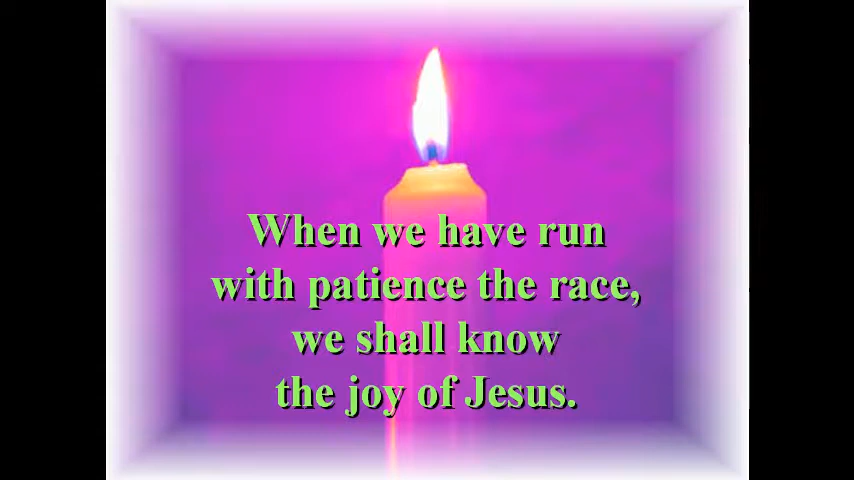 When we have run
with patience the race,
we shall know
the joy of Jesus.